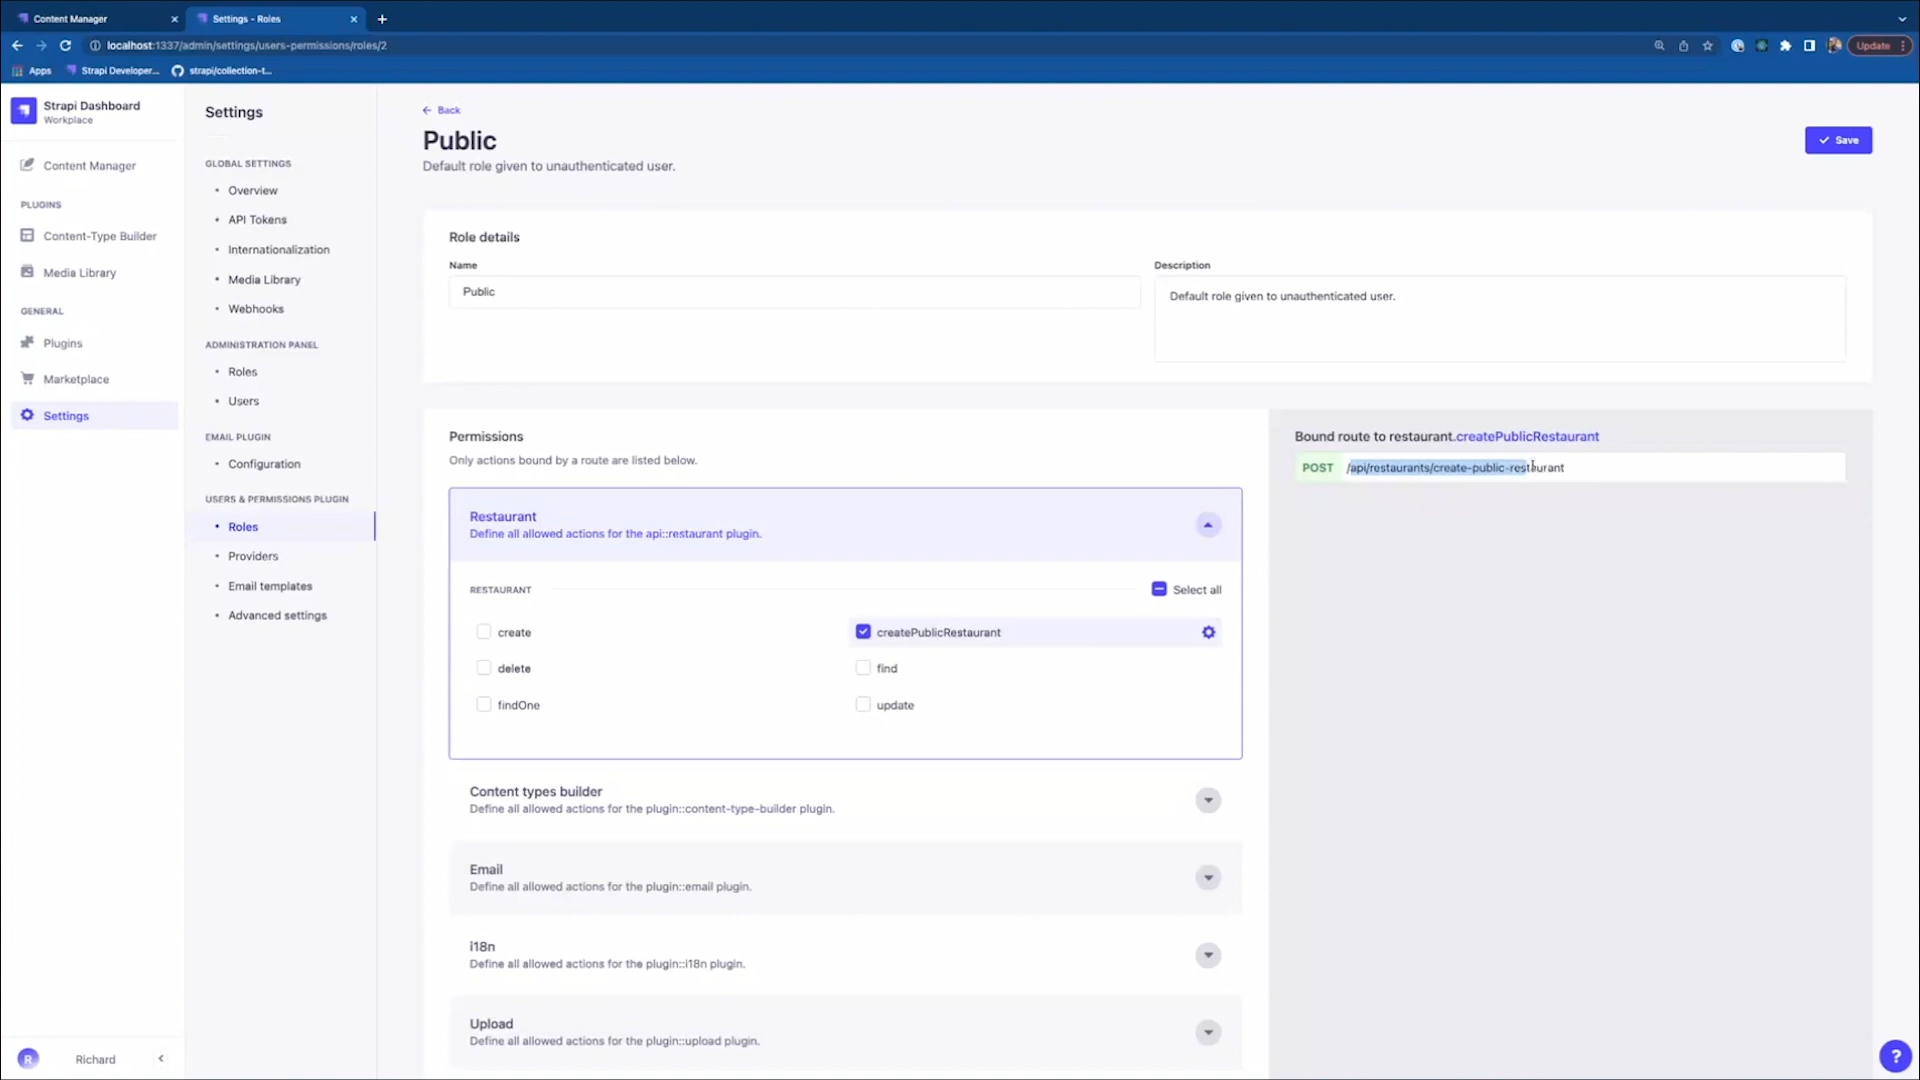 Content Manager
Settings - Roles
localhost:1337/admin/settings/users-permissions/roles/2
Update
Apps
Strapi Developer...
strapi/collection-t...
Strapi Dashboard
Workplace
Content Manager
PLUGINS
Content-Type Builder
Media Library
GENERAL
Plugins
Marketplace
Settings
R
Richard
Settings
GLOBAL SETTINGS
Overview
API Tokens
Internationalization
Media Library
Webhooks
ADMINISTRATION PANEL
Roles
Users
EMAIL PLUGIN
Configuration
USERS & PERMISSIONS PLUGIN
Roles
Providers
Email templates
Advanced settings
Back
Public
Default role given to unauthenticated user.
Save
Role details
Name
Public
Description
Default role given to unauthenticated user.
Permissions
Only actions bound by a route are listed below.
Restaurant
Define all allowed actions for the api::restaurant plugin.
RESTAURANT
Select all
create
createPublicRestaurant
delete
find
findOne
update
Content types builder
Define all allowed actions for the plugin::content-type-builder plugin.
Email
Define all allowed actions for the plugin::email plugin.
i18n
Define all allowed actions for the plugin::i18n plugin.
Upload
Define all allowed actions for the plugin::upload plugin.
Bound route to restaurant.createPublicRestaurant
POST /api/restaurants/create-public-restaurant
?